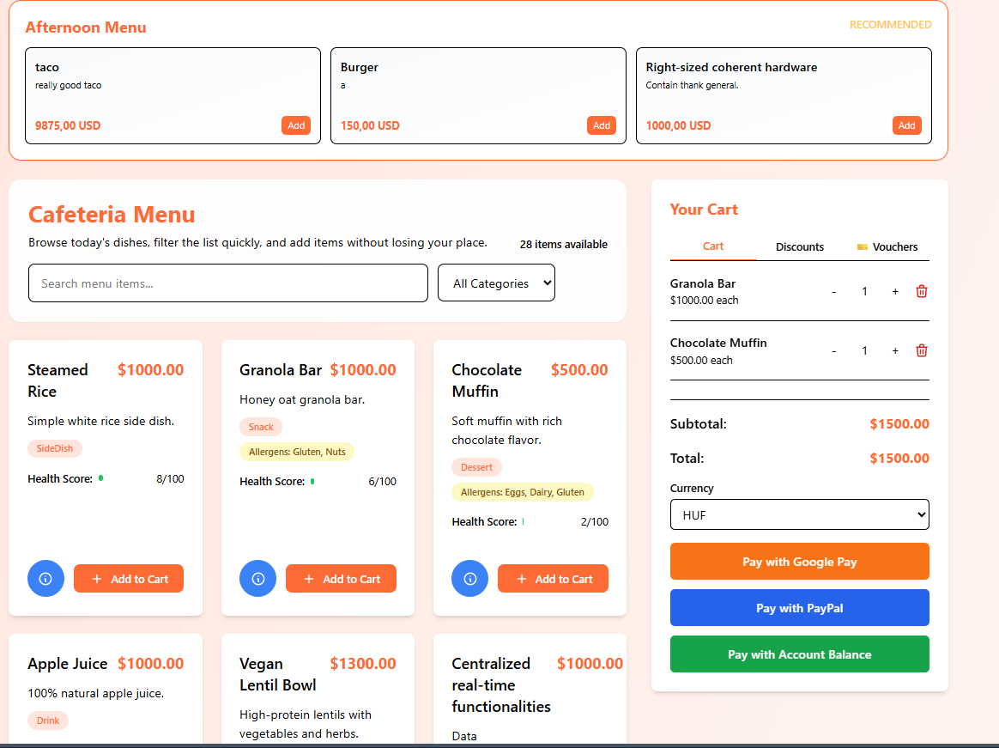 Afternoon Menu
RECOMMENDED
taco
really good taco
9875,00 USD
Add
Burger
a
150,00 USD
Add
Right-sized coherent hardware
Contain thank general.
1000,00 USD
Add
Cafeteria Menu
Browse today's dishes, filter the list quickly, and add items without losing your place.
28 items available
Search menu items...
All Categories
Steamed
Rice
$1000.00
Simple white rice side dish.
SideDish
Health Score:
8/100
Add to Cart
Granola Bar
$1000.00
Honey oat granola bar.
Snack
Allergens: Gluten, Nuts
Health Score:
6/100
Add to Cart
Chocolate
Muffin
$500.00
Soft muffin with rich
chocolate flavor.
Dessert
Allergens: Eggs, Dairy, Gluten
Health Score:
2/100
Add to Cart
Apple Juice
$1000.00
100% natural apple juice.
Drink
Vegan
Lentil Bowl
$1300.00
High-protein lentils with
vegetables and herbs.
Centralized
real-time
functionalities
$1000.00
Data
Your Cart
Cart
Discounts
Vouchers
Granola Bar
$1000.00 each
- 1 +
Chocolate Muffin
$500.00 each
- 1 +
Subtotal:
$1500.00
Total:
$1500.00
Currency
HUF
Pay with Google Pay
Pay with PayPal
Pay with Account Balance